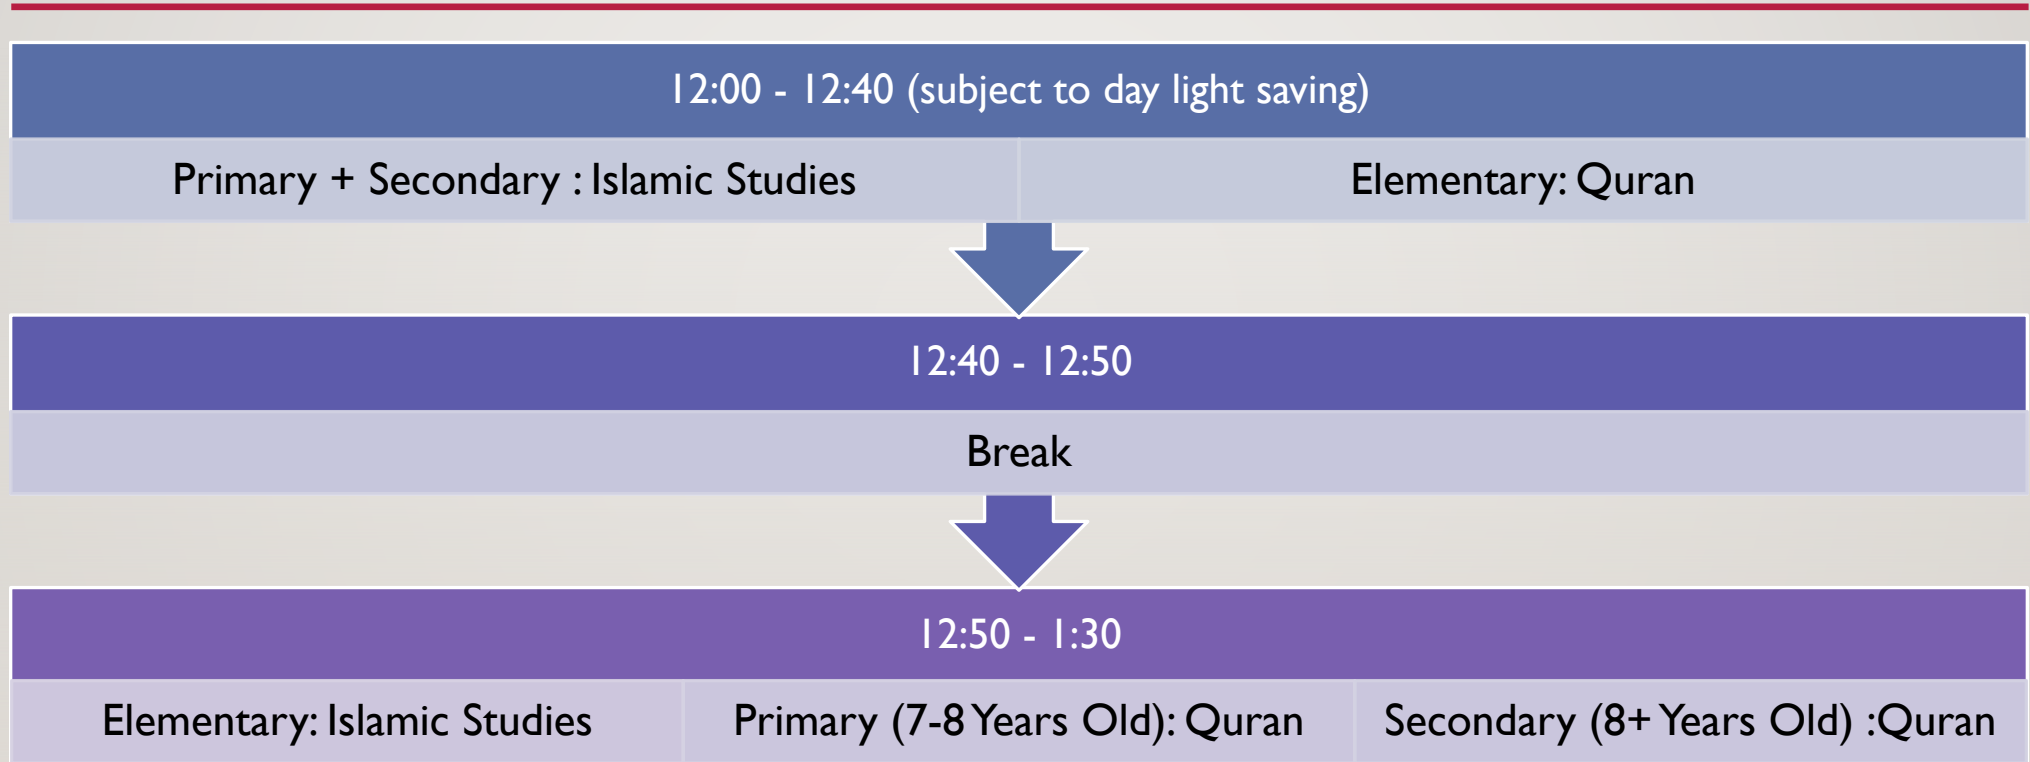 12:00 - 12:40 (subject to day light saving)
Primary + Secondary : Islamic Studies
Elementary: Quran
12:40 - 12:50
Break
12:50 - 1:30
Elementary: Islamic Studies
Primary (7-8 Years Old): Quran
Secondary (8+ Years Old) :Quran